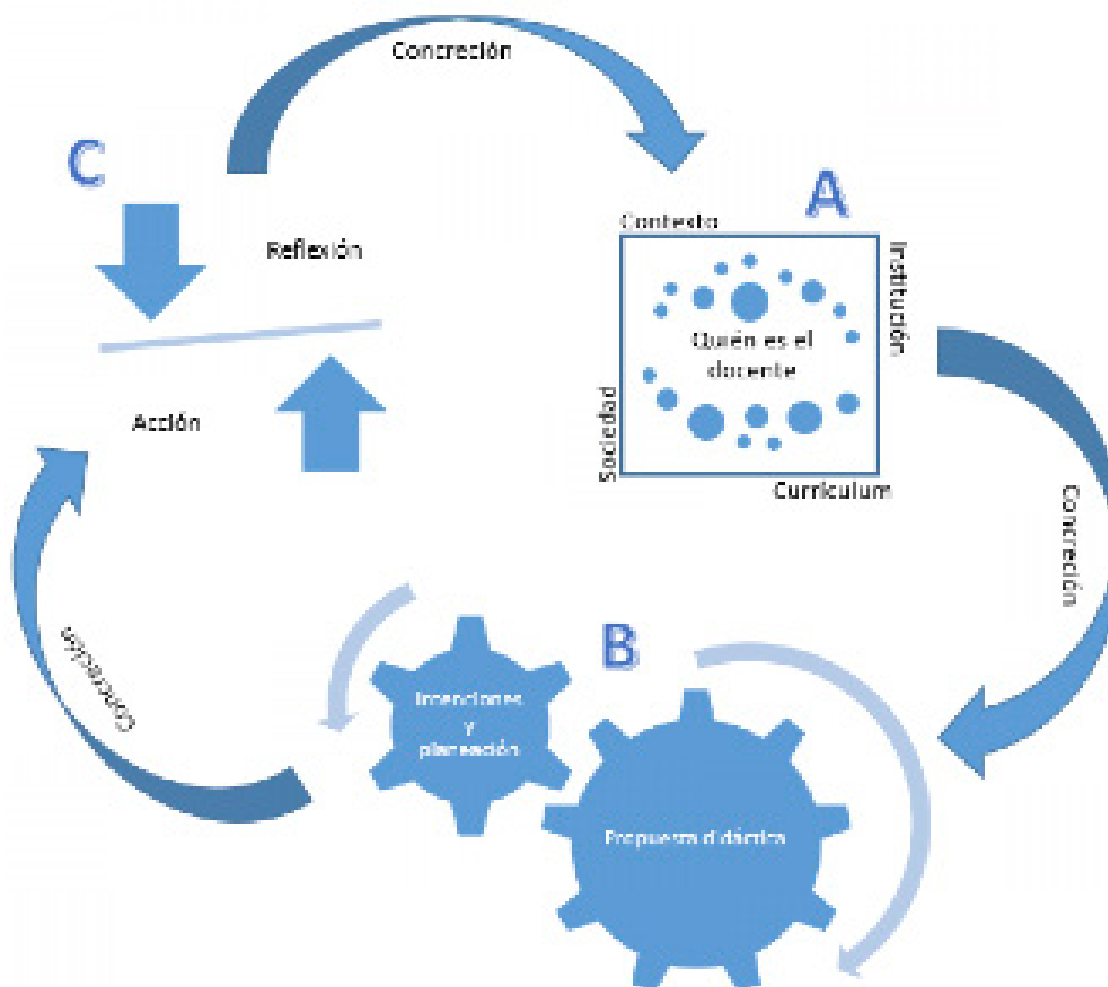 Concreción
C
A
Contexto
Reflexión
Institución
Quién es el
docente
Acción
Sociedad
Curriculum
Concreción
B
Concreción
Intenciones
y
planeación
Propuesta didáctica